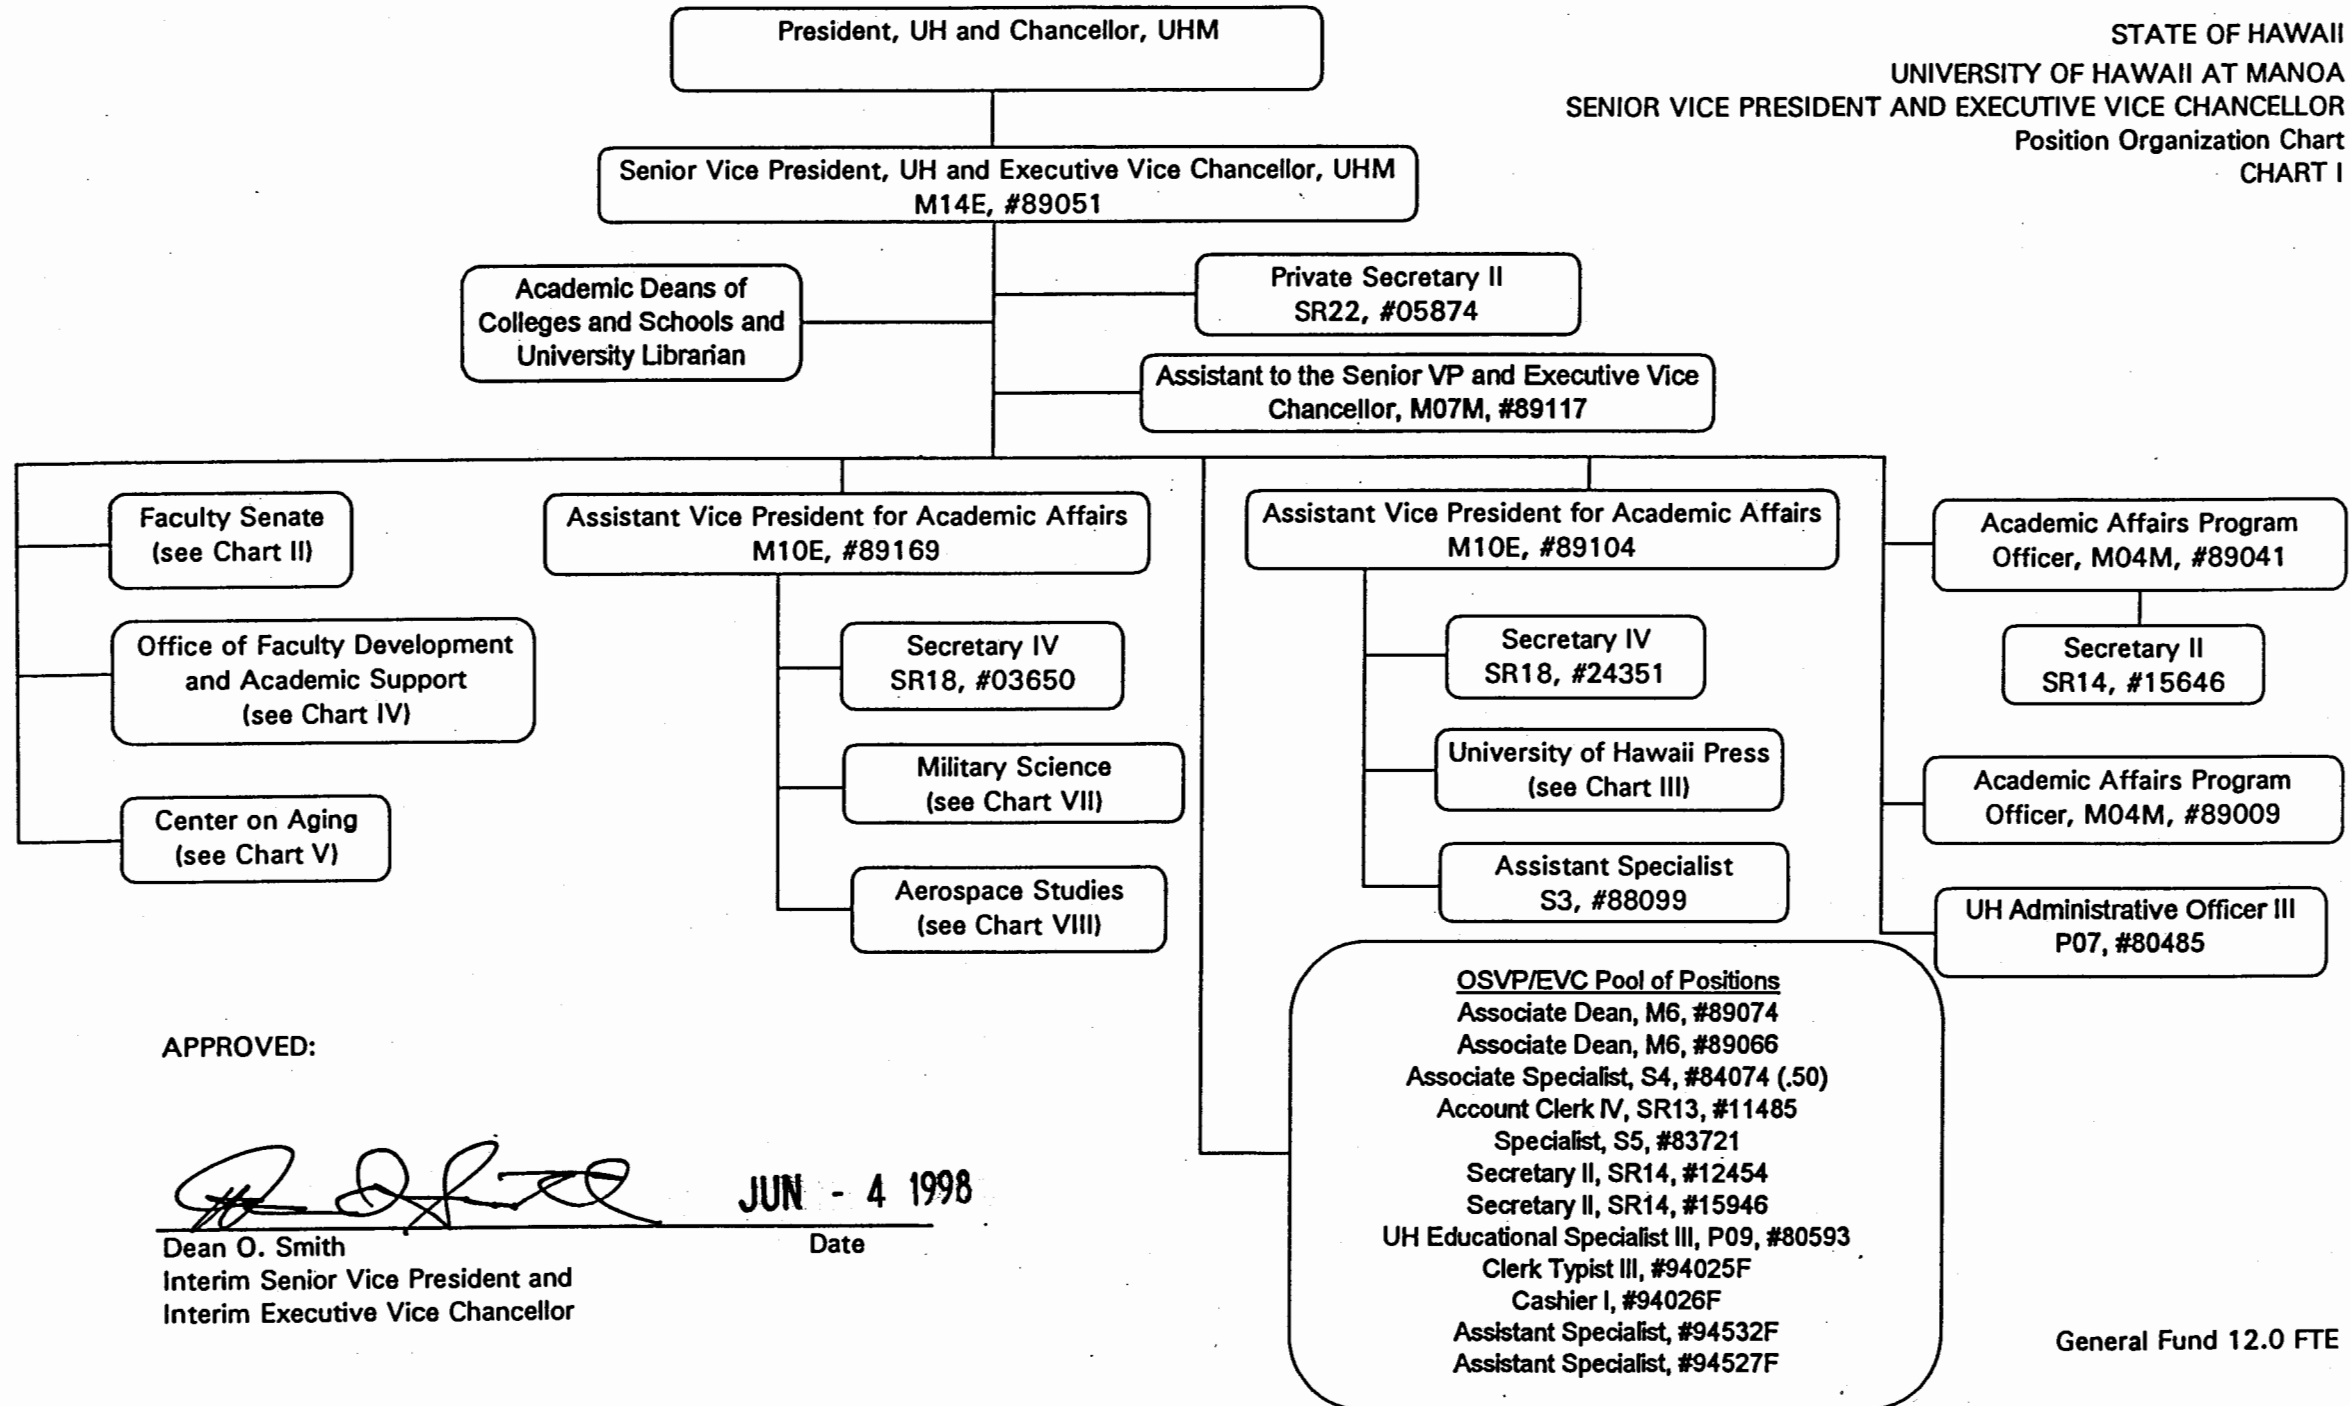 President, UH and Chancellor, UHM
STATE OF HAWAII
UNIVERSITY OF HAWAII AT MANOA
SENIOR VICE PRESIDENT AND EXECUTIVE VICE CHANCELLOR
Position Organization Chart
CHART I
Senior Vice President, UH and Executive Vice Chancellor, UHM
M14E, #89051
Academic Deans of
Colleges and Schools and
University Librarian
Private Secretary II
SR22, #05874
Assistant to the Senior VP and Executive Vice
Chancellor, M07M, #89117
Faculty Senate
(see Chart II)
Office of Faculty Development
and Academic Support
(see Chart IV)
Center on Aging
(see Chart V)
Assistant Vice President for Academic Affairs
M10E, #89169
Secretary IV
SR18, #03650
Military Science
(see Chart VII)
Aerospace Studies
(see Chart VIII)
Assistant Vice President for Academic Affairs
M10E, #89104
Secretary IV
SR18, #24351
University of Hawaii Press
(see Chart III)
Assistant Specialist
S3, #88099
Academic Affairs Program
Officer, M04M, #89041
Secretary II
SR14, #15646
Academic Affairs Program
Officer, M04M, #89009
UH Administrative Officer III
P07, #80485
OSVP/EVC Pool of Positions
Associate Dean, M6, #89074
Associate Dean, M6, #89066
Associate Specialist, S4, #84074 (.50)
Account Clerk IV, SR13, #11485
Specialist, S5, #83721
Secretary II, SR14, #12454
Secretary II, SR14, #15946
UH Educational Specialist III, P09, #80593
Clerk Typist III, #94025F
Cashier I, #94026F
Assistant Specialist, #94532F
Assistant Specialist, #94527F
APPROVED:
JUN - 4 1998
Dean O. Smith
Date
Interim Senior Vice President and
Interim Executive Vice Chancellor
General Fund 12.0 FTE